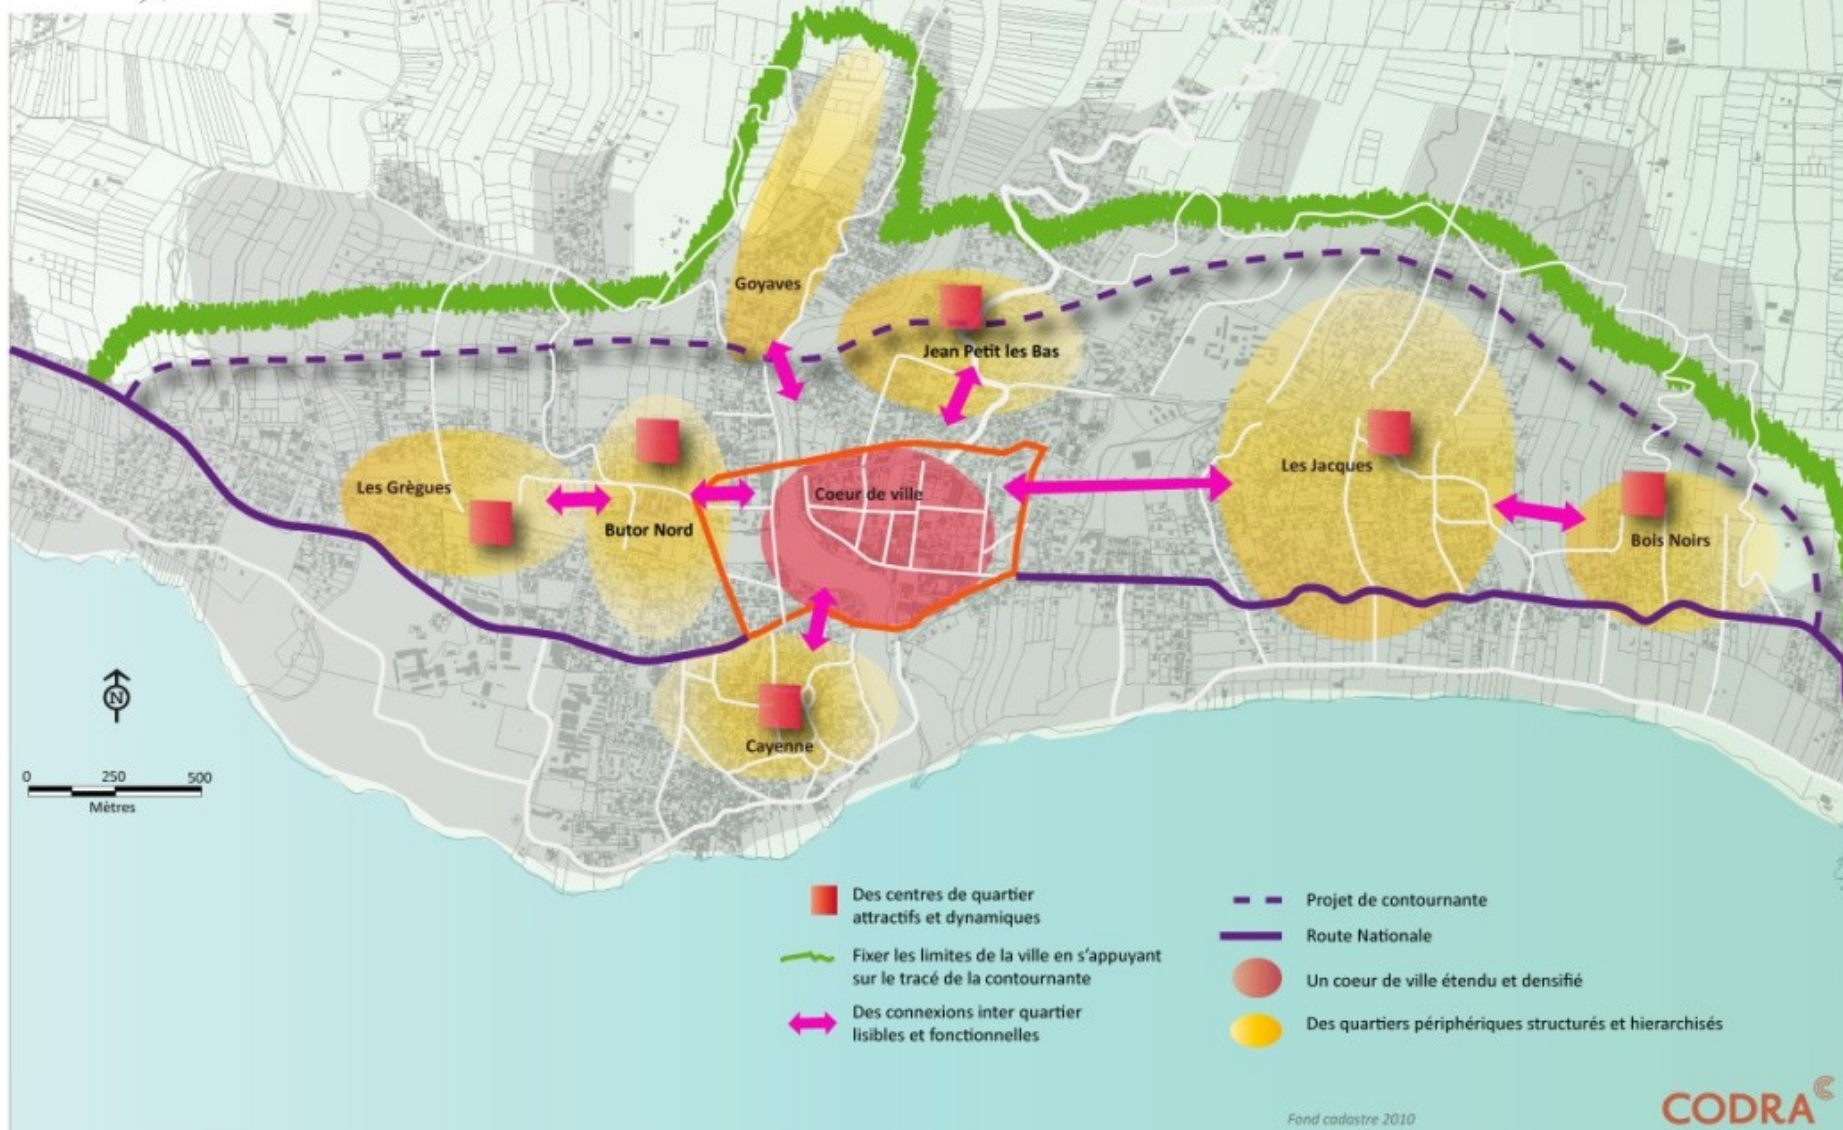 Goyaves
Jean Petit les Bas
Les Grègues
Butor Nord
Coeur de ville
Les Jacques
Bois Noirs
Cayenne
N
0 250 500
Mètres
Des centres de quartier
attractifs et dynamiques
Fixer les limites de la ville en s'appuyant
sur le tracé de la contournante
Des connexions inter quartier
lisibles et fonctionnelles
Projet de contournante
Route Nationale
Un coeur de ville étendu et densifié
Des quartiers périphériques structurés et hierarchisés
Fond cadastre 2010
CODRA